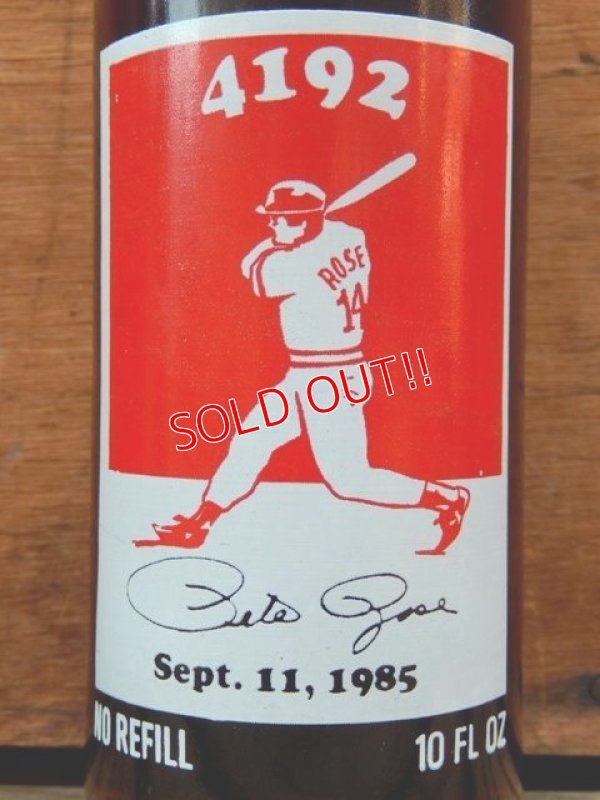 4192
ROSE
14
SOLD OUT!!
Pete Rose
Sept. 11, 1985
NO REFILL
10 FL OZ